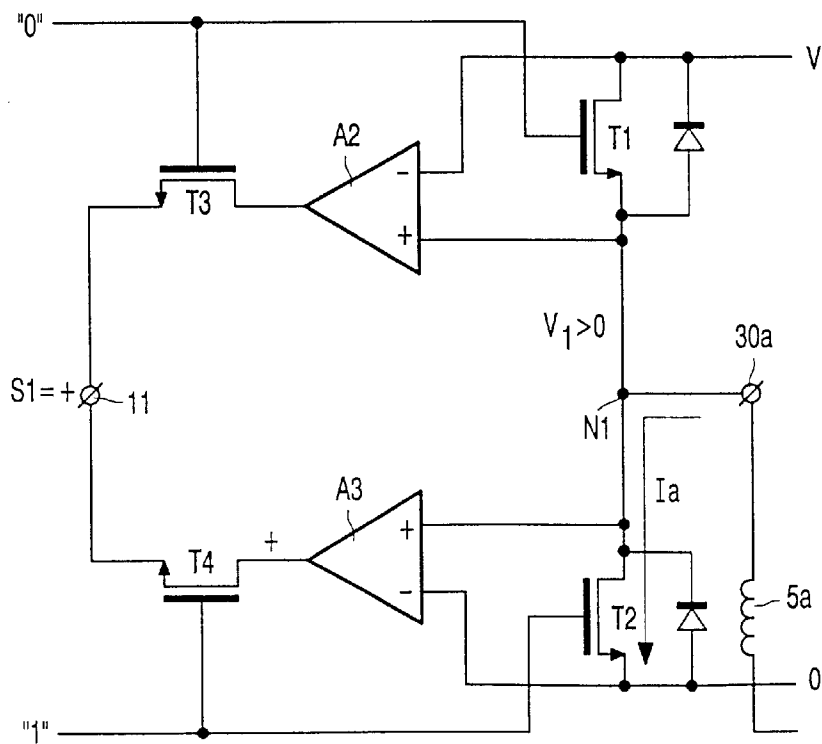 "0"
V
A2
T1
-
T3
+
V1>0
30a
S1=+
11
N1
A3
Ia
+
+
T4
-
T2
5a
0
"1"